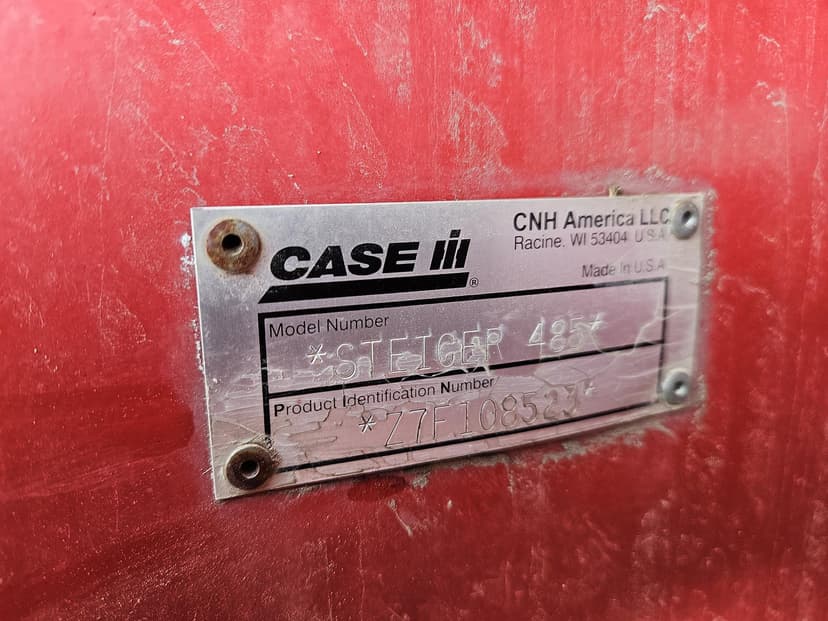 CASE IH®
CNH America LLC
Racine, WI 53404 U.S.A.
Made In U.S.A.
Model Number
*STEIGER 485*
Product Identification Number
*Z7F108523*